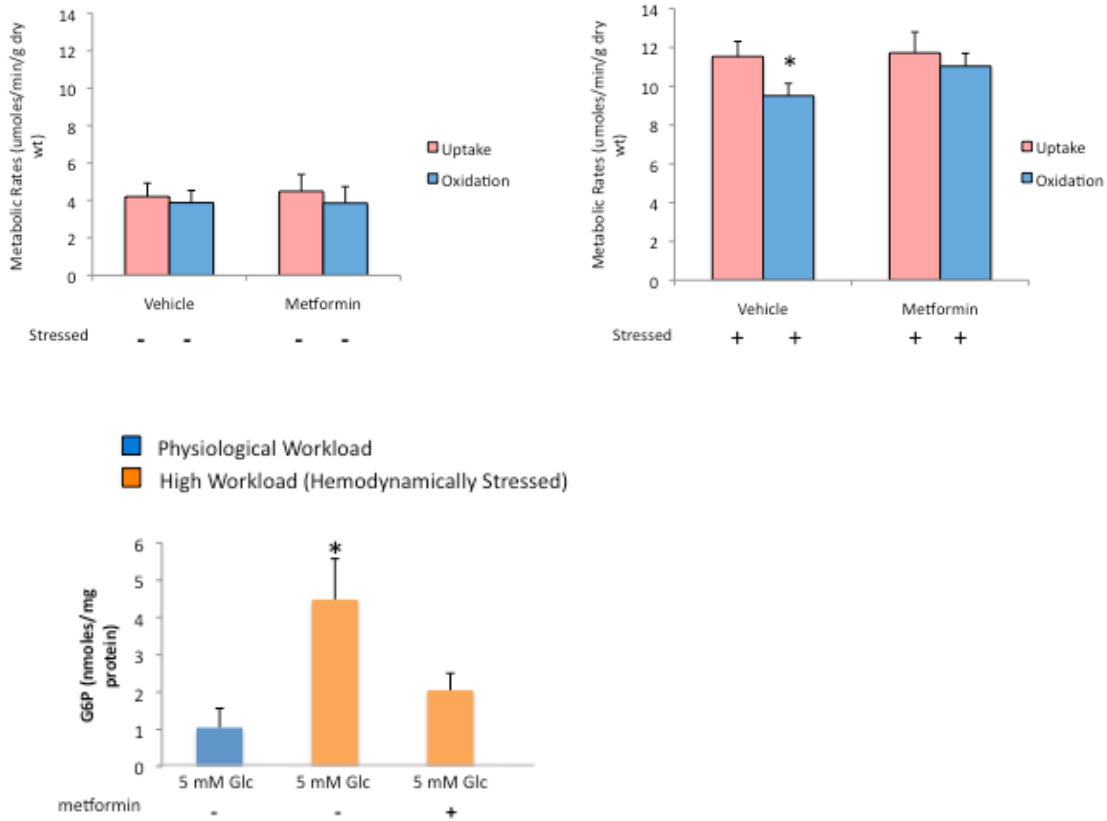 Metabolic Rates (umoles/min/g dry
wt)
14
12
10
8
6
4
2
0
Uptake
Oxidation
Vehicle
Metformin
Stressed
- - - -
Metabolic Rates (umoles/min/g dry
wt)
14
12
10
8
6
4
2
0
*
Uptake
Oxidation
Vehicle
Metformin
Stressed
+ + + +
Physiological Workload
High Workload (Hemodynamically Stressed)
G6P (nmoles/mg
protein)
6
5
4
3
2
1
0
*
5 mM Glc 5 mM Glc 5 mM Glc
metformin - - +